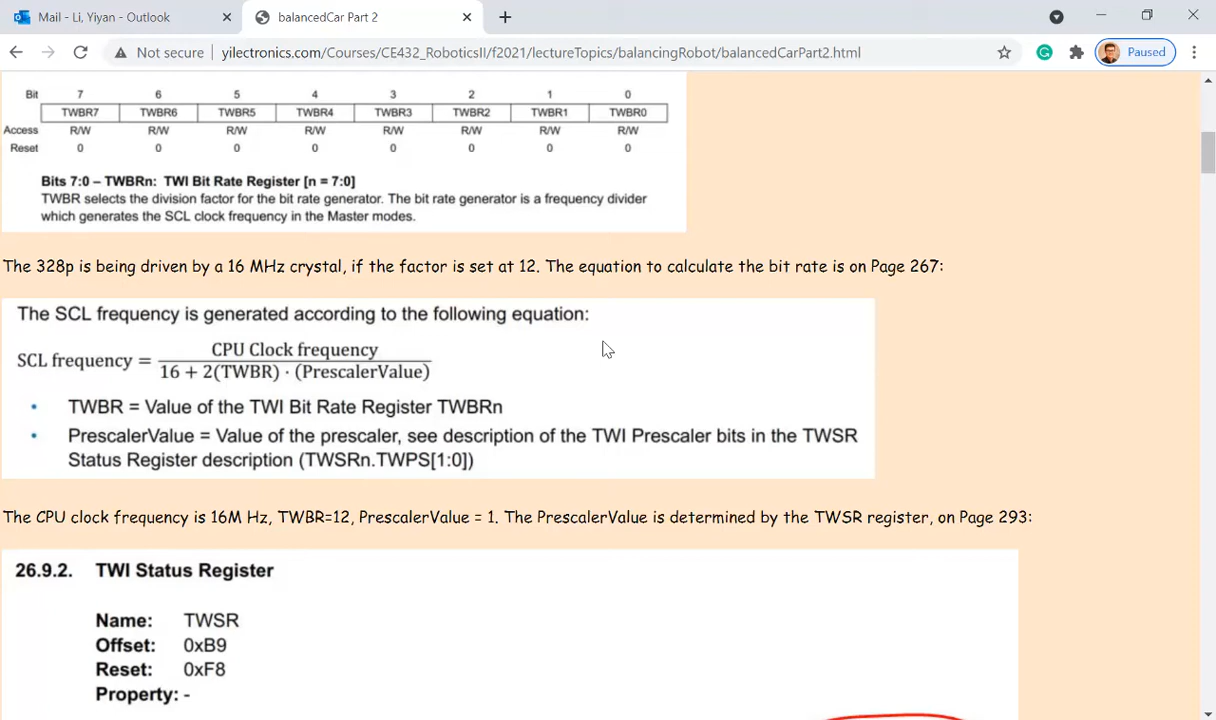 Mail - Li, Yiyan - Outlook
balancedCar Part 2
Not secure
yilectronics.com/Courses/CE432_RoboticsII/f2021/lectureTopics/balancingRobot/balancedCarPart2.html
Paused
Bit 7 6 5 4 3 2 1 0
TWBR7 TWBR6 TWBR5 TWBR4 TWBR3 TWBR2 TWBR1 TWBR0
Access R/W R/W R/W R/W R/W R/W R/W R/W
Reset 0 0 0 0 0 0 0 0
Bits 7:0 – TWBRn: TWI Bit Rate Register [n = 7:0]
TWBR selects the division factor for the bit rate generator. The bit rate generator is a frequency divider
which generates the SCL clock frequency in the Master modes.
The 328p is being driven by a 16 MHz crystal, if the factor is set at 12. The equation to calculate the bit rate is on Page 267:
The SCL frequency is generated according to the following equation:
CPU Clock frequency
SCL frequency =
16 + 2(TWBR) · (PrescalerValue)
• TWBR = Value of the TWI Bit Rate Register TWBRn
• PrescalerValue = Value of the prescaler, see description of the TWI Prescaler bits in the TWSR
Status Register description (TWSRn.TWPS[1:0])
The CPU clock frequency is 16M Hz, TWBR=12, PrescalerValue = 1. The PrescalerValue is determined by the TWSR register, on Page 293:
26.9.2. TWI Status Register
Name: TWSR
Offset: 0xB9
Reset: 0xF8
Property: -